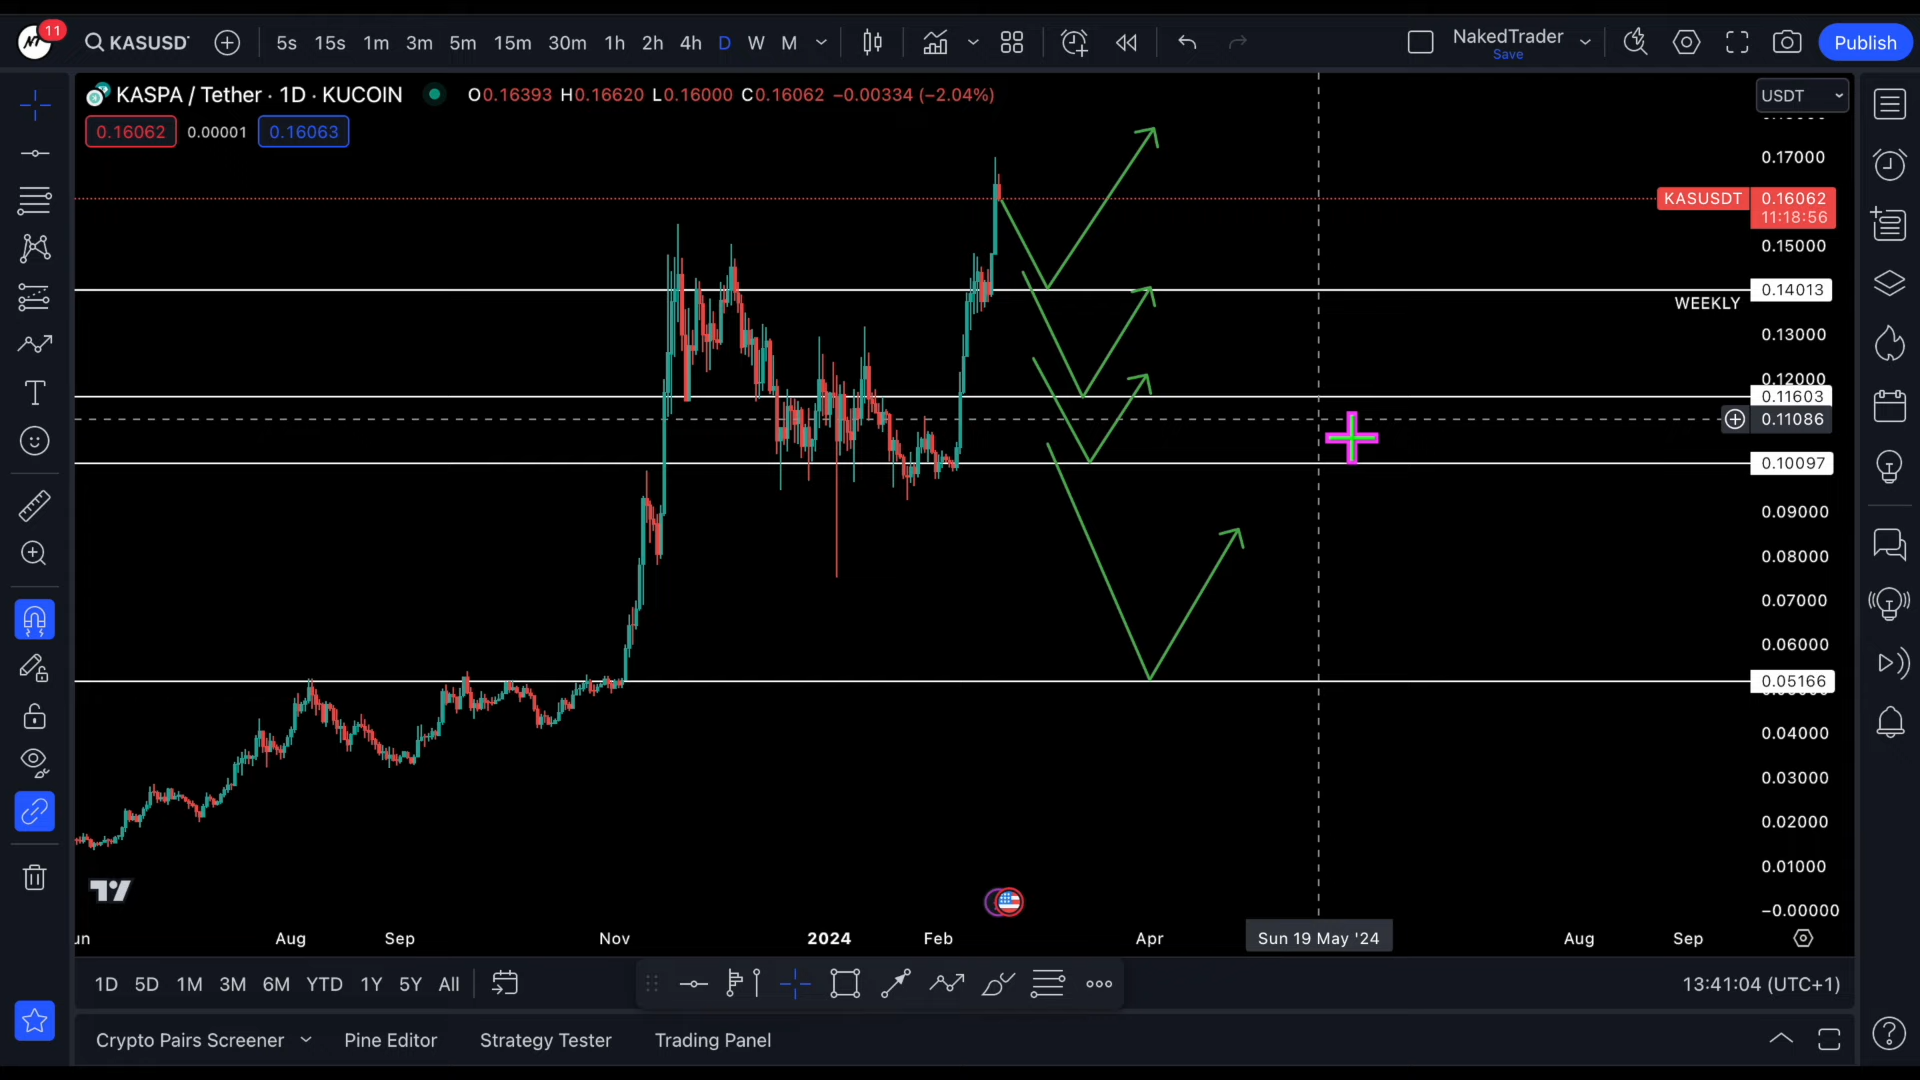 11
KASUSDT
5s 15s 1m 3m 5m 15m 30m 1h 2h 4h D W M
NakedTrader
Save
Publish
KASPA / Tether · 1D · KUCOIN
O0.16393 H0.16620 L0.16000 C0.16062 −0.00334 (−2.04%)
0.16062 0.00001 0.16063
USDT
0.17000
KASUSDT 0.16062
11:18:56
0.15000
0.14013
WEEKLY
0.13000
0.12000
0.11603
0.11086
0.10097
0.09000
0.08000
0.07000
0.06000
0.05166
0.04000
0.03000
0.02000
0.01000
−0.00000
un Aug Sep Nov 2024 Feb Apr Sun 19 May '24 Aug Sep
1D 5D 1M 3M 6M YTD 1Y 5Y All
13:41:04 (UTC+1)
Crypto Pairs Screener Pine Editor Strategy Tester Trading Panel